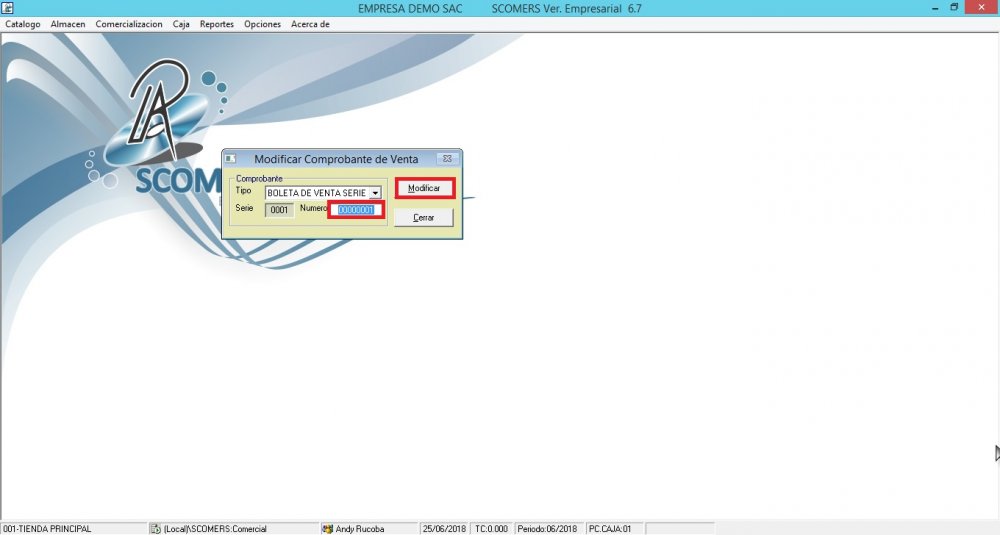 EMPRESA DEMO SAC SCOMERS Ver. Empresarial 6.7
Catalogo Almacen Comercializacion Caja Reportes Opciones Acerca de
SCOM
Modificar Comprobante de Venta
Comprobante
Tipo BOLETA DE VENTA SERIE
Modificar
Serie 0001 Numero 00000001
Cerrar
001-TIENDA PRINCIPAL (Local)\SCOMERS:Comercial Andy Rucoba 25/06/2018 TC:0.000 Periodo:06/2018 PC.CAJA:01